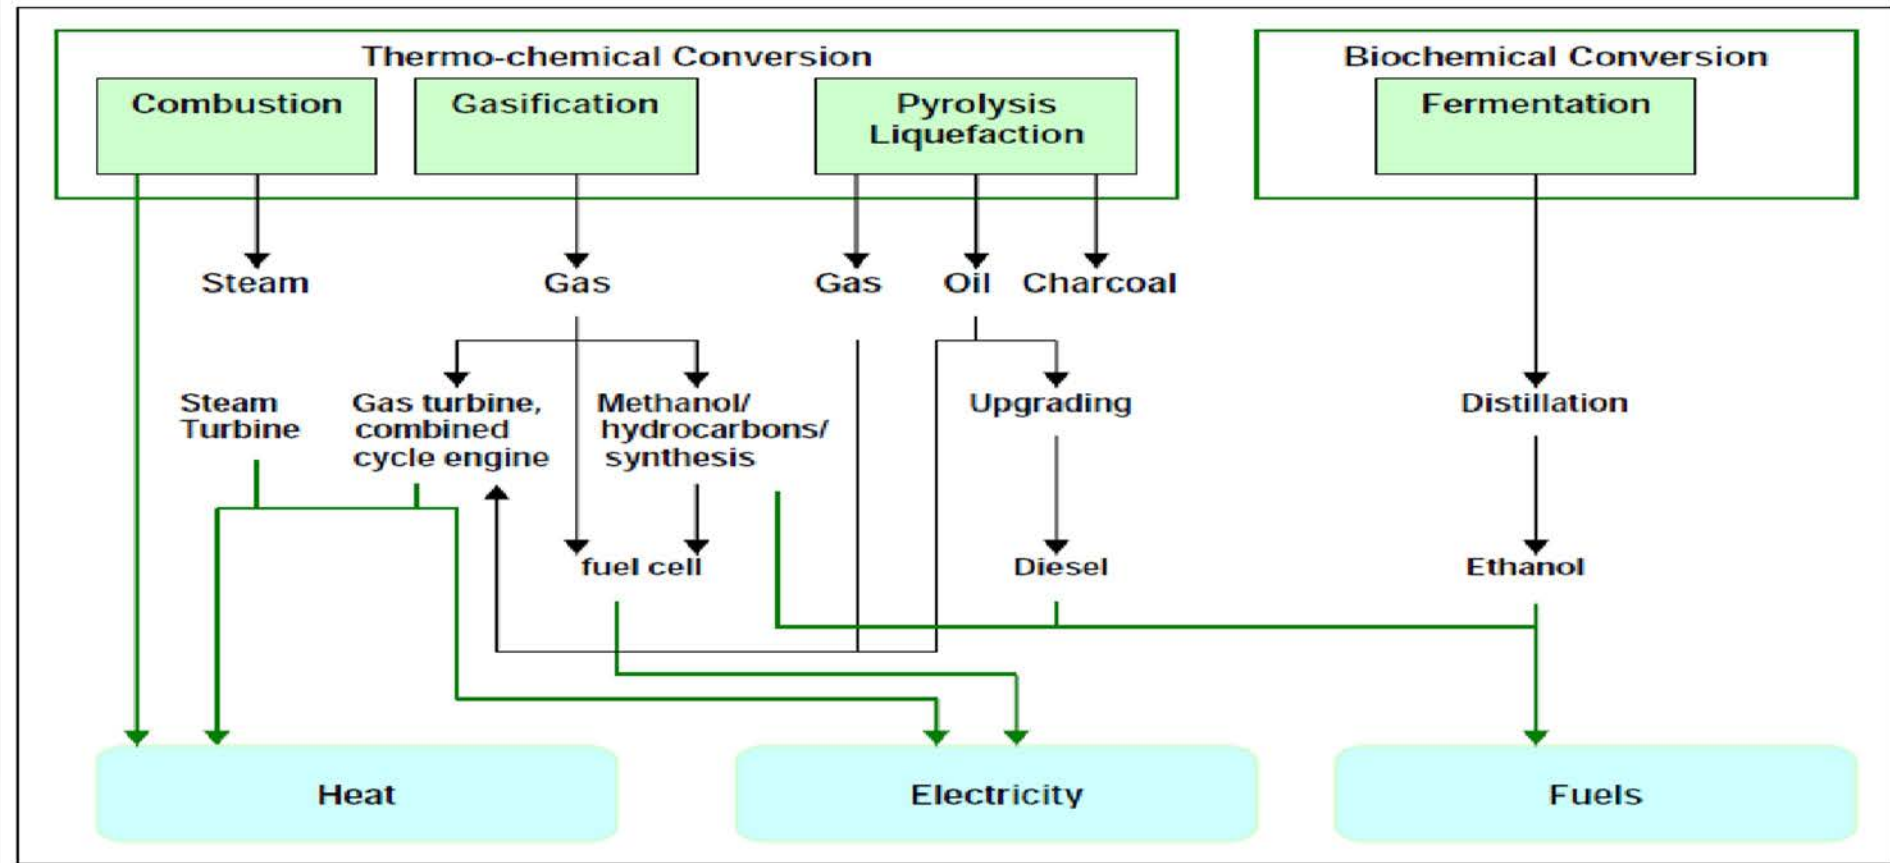 Thermo-chemical Conversion
Biochemical Conversion
Combustion
Gasification
Pyrolysis
Liquefaction
Fermentation
Steam
Gas
Gas
Oil
Charcoal
Steam
Turbine
Gas turbine,
combined
cycle engine
Methanol/
hydrocarbons/
synthesis
Upgrading
Distillation
fuel cell
Diesel
Ethanol
Heat
Electricity
Fuels